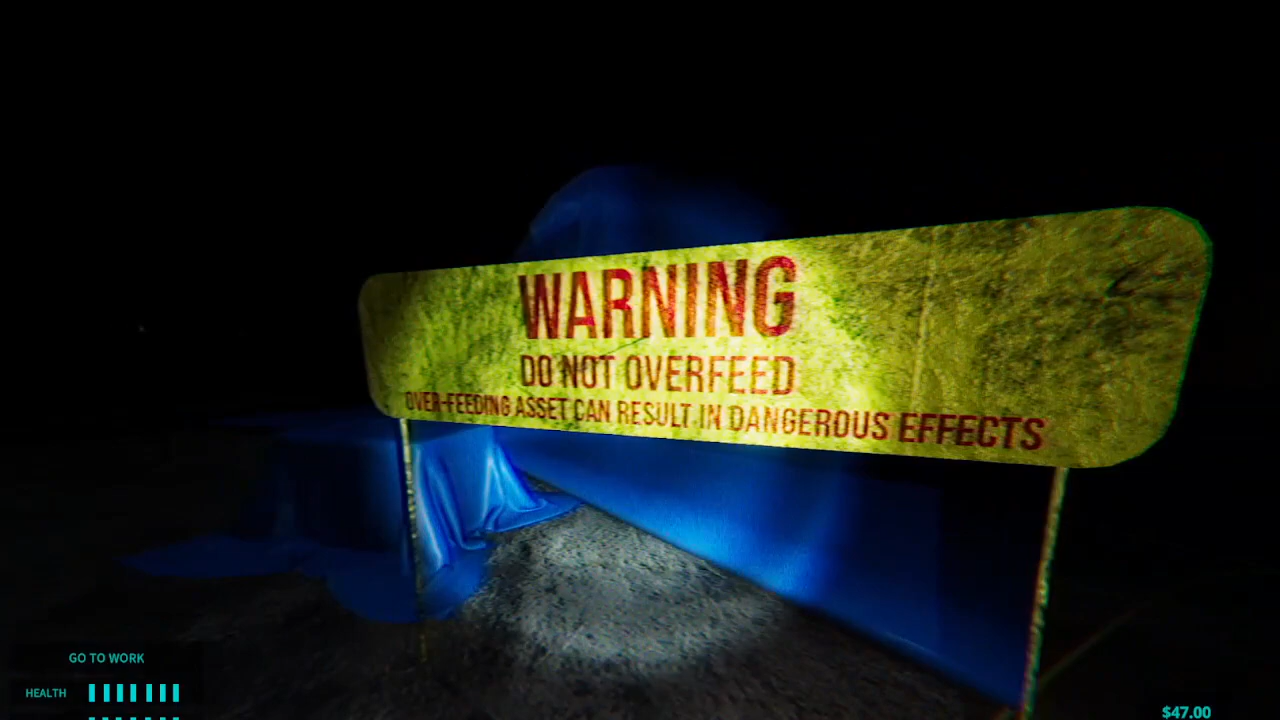 WARNING
DO NOT OVERFEED
OVER-FEEDING ASSET CAN RESULT IN DANGEROUS EFFECTS
GO TO WORK
HEALTH
$47.00